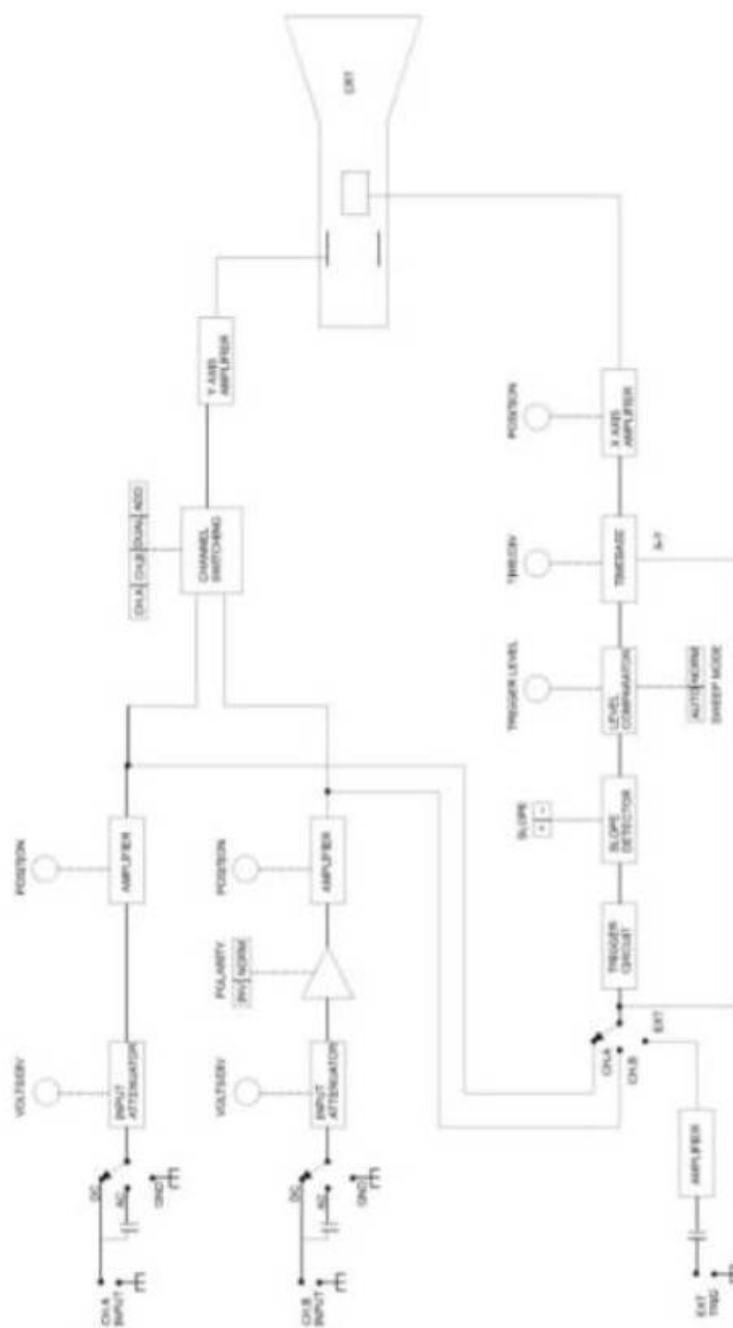 CH.A
INPUT
DC
AC
GND
VOLTS/DIV
INPUT
ATTENUATOR
POSITION
AMPLIFIER
CH.B
INPUT
DC
AC
GND
VOLTS/DIV
INPUT
ATTENUATOR
POLARITY
INV NORM
POSITION
AMPLIFIER
CH.A CH.B DUAL ADD
CHANNEL
SWITCHING
Y AXIS
AMPLIFIER
CRT
EXT
TRIG
AMPLIFIER
CH.A
CH.B
EXT
TRIGGER
CIRCUIT
SLOPE
+ -
SLOPE
DETECTOR
TRIGGER LEVEL
LEVEL
COMPARATOR
AUTO NORM
SWEEP MODE
TIME/DIV
TIMEBASE
X-Y
POSITION
X AXIS
AMPLIFIER